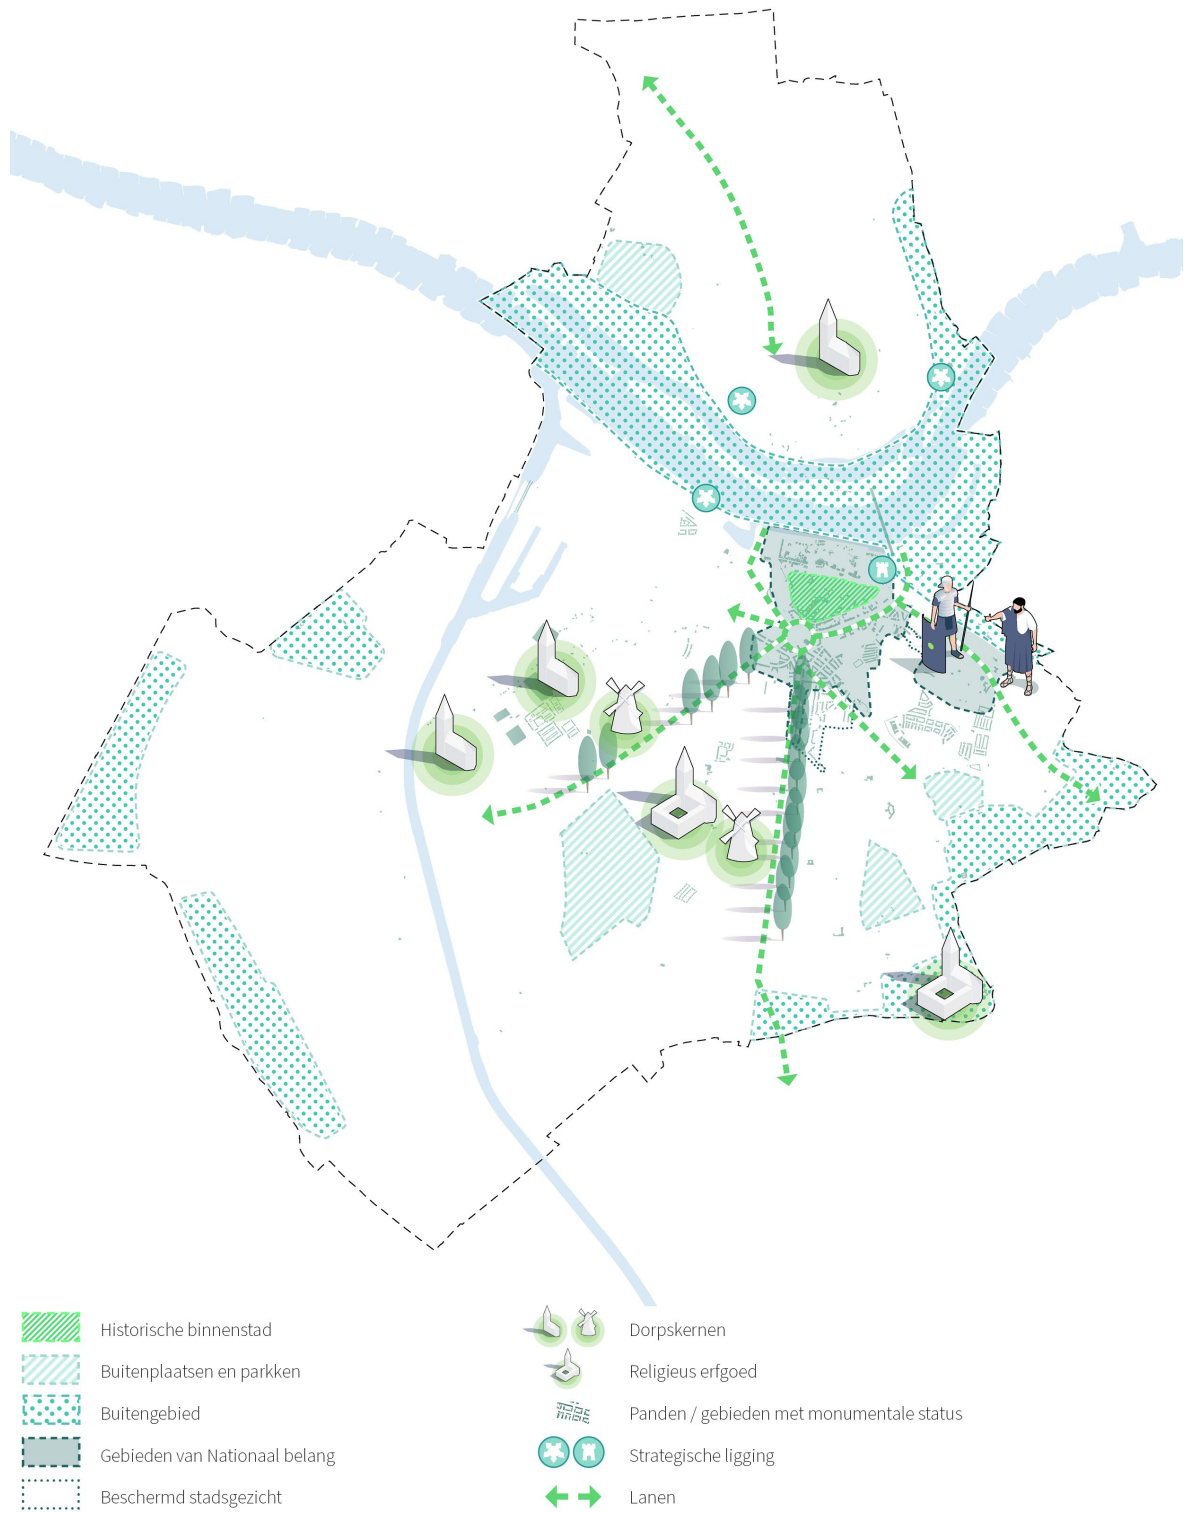 Historische binnenstad
Buitenplaatsen en parkken
Buitengebied
Gebieden van Nationaal belang
Beschermd stadsgezicht
Dorpskernen
Religieus erfgoed
Panden / gebieden met monumentale status
Strategische ligging
Lanen